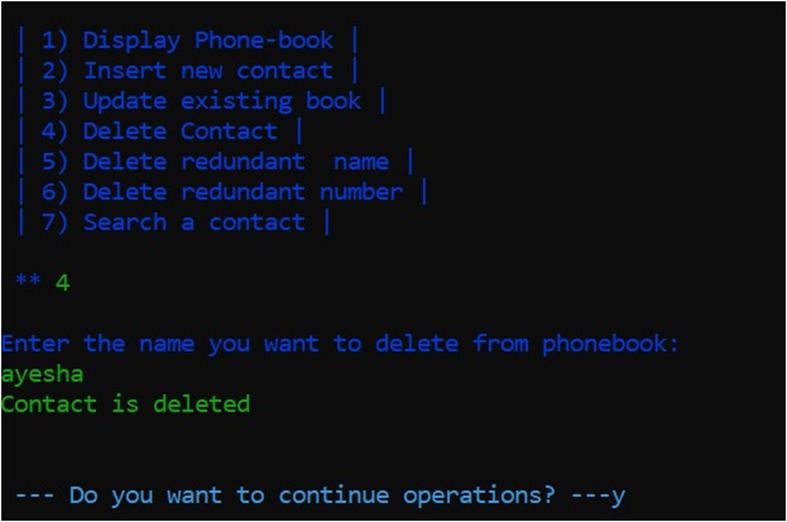 | 1) Display Phone-book |
| 2) Insert new contact |
| 3) Update existing book |
| 4) Delete Contact |
| 5) Delete redundant  name |
| 6) Delete redundant number |
| 7) Search a contact |
** 4
Enter the name you want to delete from phonebook:
ayesha
Contact is deleted
--- Do you want to continue operations? ---y